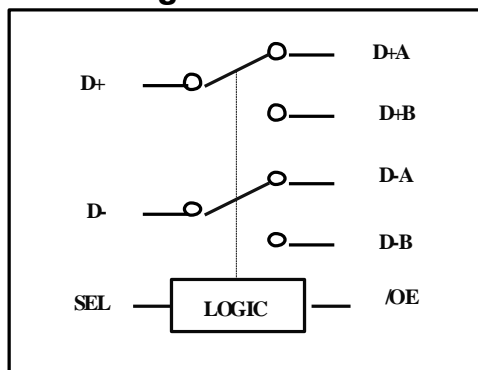 D+ D+A
D+B
D-A
D-
D-B
SEL LOGIC /OE